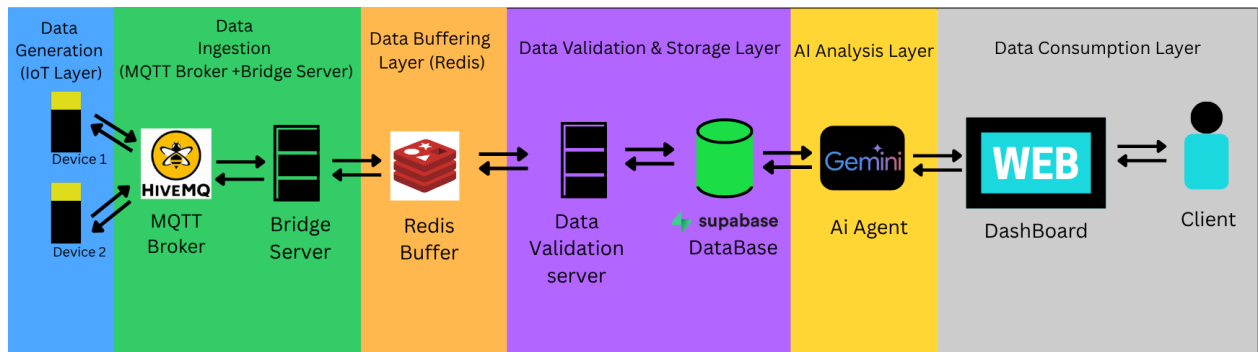 Data
Generation
(IoT Layer)
Device 1
Device 2
Data
Ingestion
(MQTT Broker +Bridge Server)
HIVEMQ
MQTT
Broker
Bridge
Server
Data Buffering
Layer (Redis)
Redis
Buffer
Data Validation & Storage Layer
Data
Validation
server
supabase
DataBase
AI Analysis Layer
Gemini
Ai Agent
Data Consumption Layer
WEB
DashBoard
Client